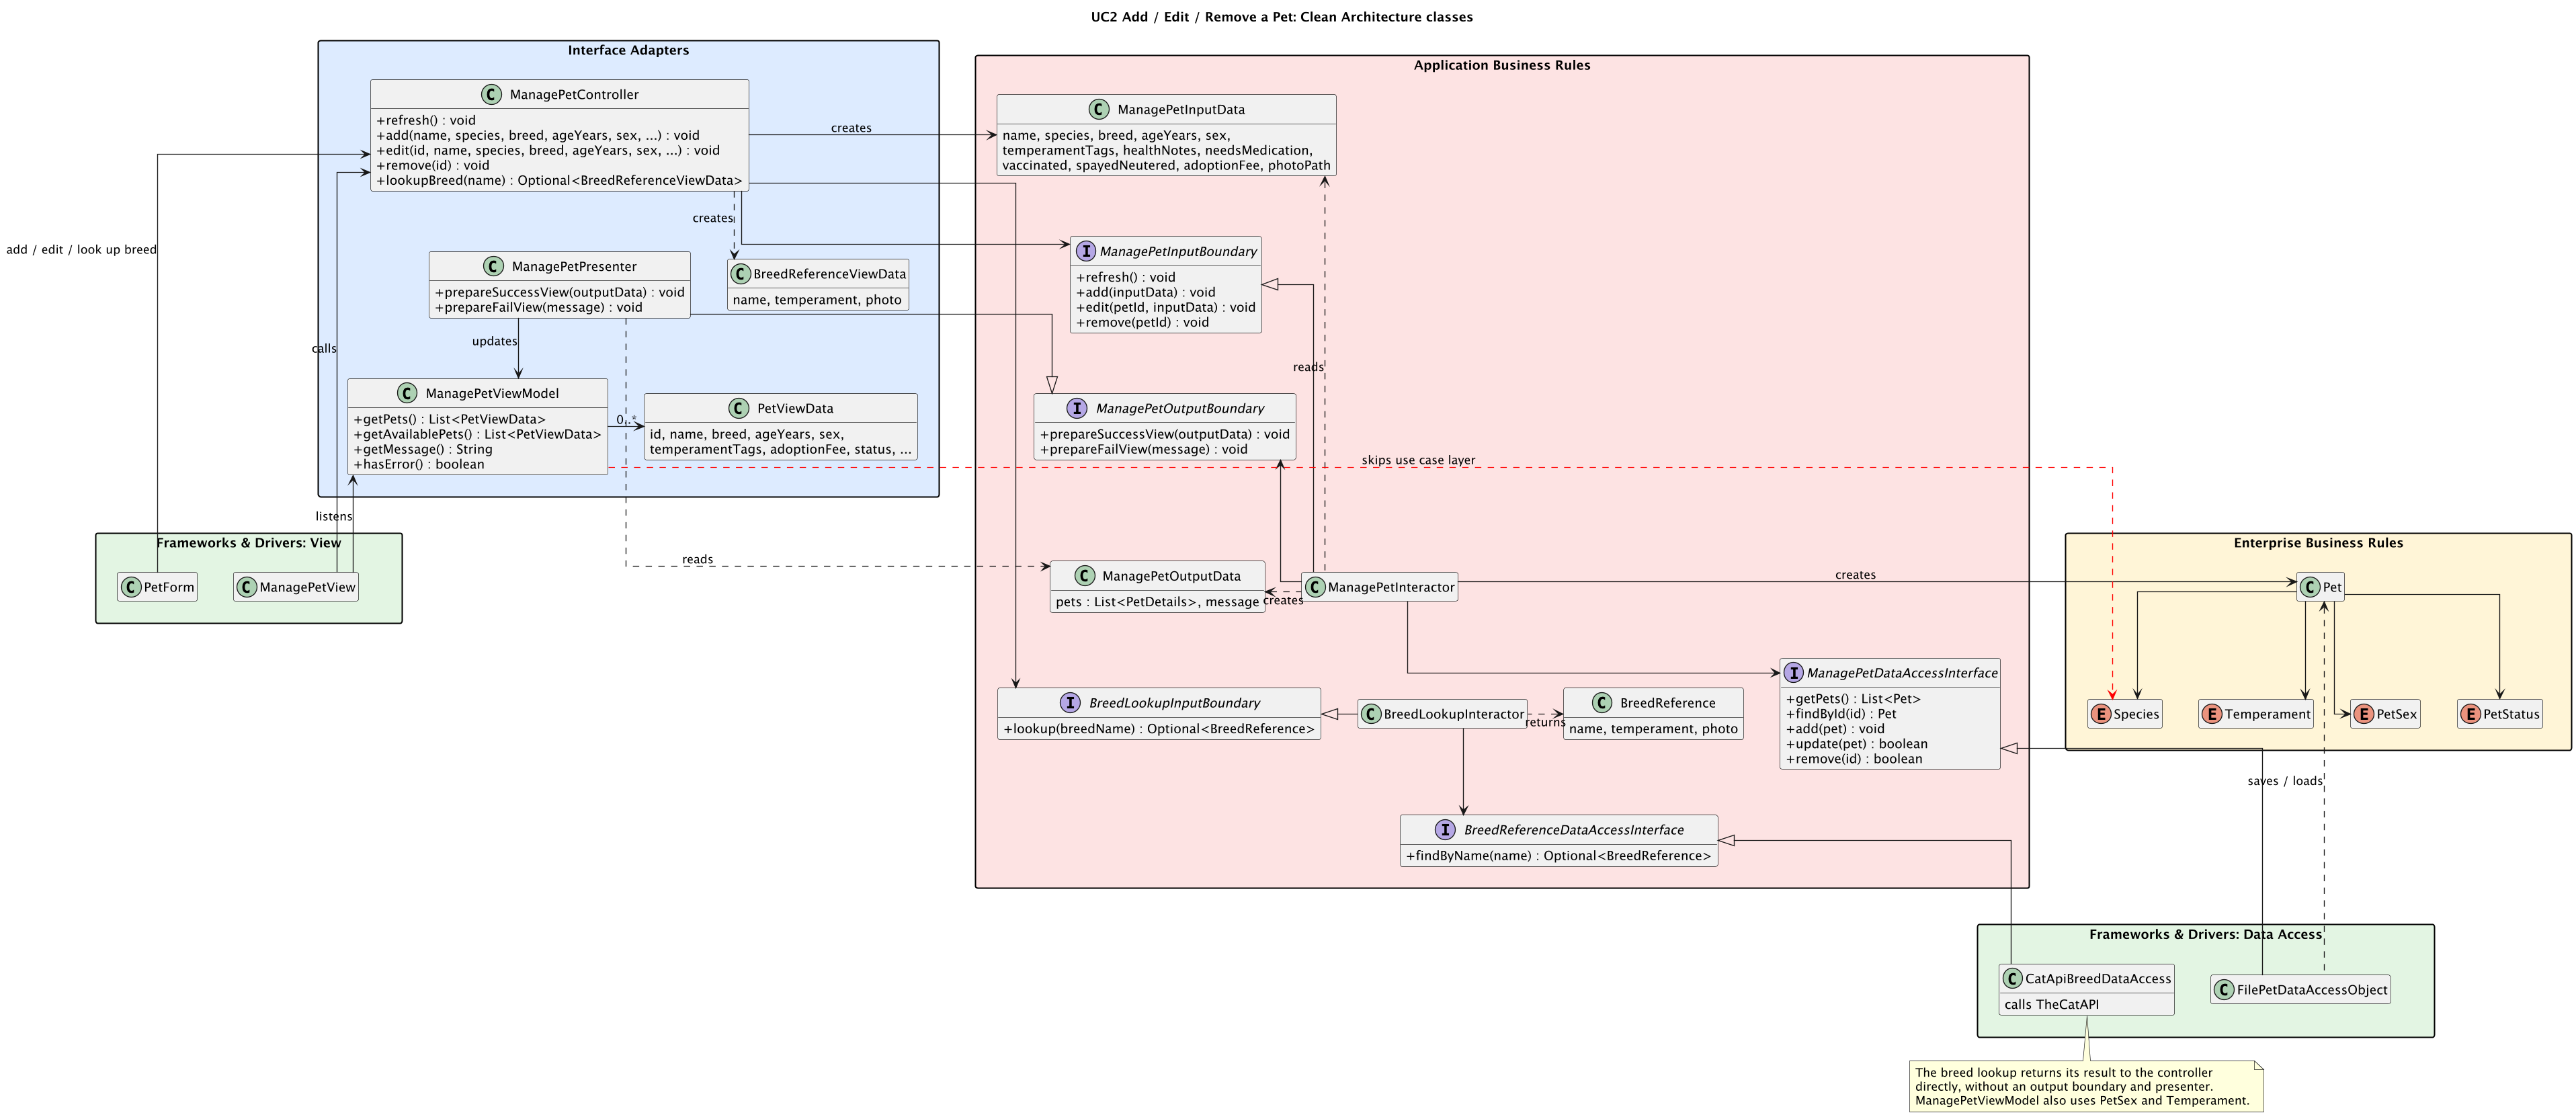 UC2 Add / Edit / Remove a Pet: Clean Architecture classes
Interface Adapters
C ManagePetController
+refresh() : void
+add(name, species, breed, ageYears, sex, ...) : void
+edit(id, name, species, breed, ageYears, sex, ...) : void
+remove(id) : void
+lookupBreed(name) : Optional<BreedReferenceViewData>
creates
creates
add / edit / look up breed
C ManagePetPresenter
+prepareSuccessView(outputData) : void
+prepareFailView(message) : void
C BreedReferenceViewData
name, temperament, photo
updates
calls
C ManagePetViewModel
+getPets() : List<PetViewData>
+getAvailablePets() : List<PetViewData>
+getMessage() : String
+hasError() : boolean
0..*
C PetViewData
id, name, breed, ageYears, sex,
temperamentTags, adoptionFee, status, ...
listens
Frameworks & Drivers: View
C PetForm
C ManagePetView
reads
Application Business Rules
C ManagePetInputData
name, species, breed, ageYears, sex,
temperamentTags, healthNotes, needsMedication,
vaccinated, spayedNeutered, adoptionFee, photoPath
I ManagePetInputBoundary
+refresh() : void
+add(inputData) : void
+edit(petId, inputData) : void
+remove(petId) : void
reads
I ManagePetOutputBoundary
+prepareSuccessView(outputData) : void
+prepareFailView(message) : void
skips use case layer
C ManagePetOutputData
pets : List<PetDetails>, message
creates
C ManagePetInteractor
creates
I BreedLookupInputBoundary
+lookup(breedName) : Optional<BreedReference>
C BreedLookupInteractor
returns
C BreedReference
name, temperament, photo
I ManagePetDataAccessInterface
+getPets() : List<Pet>
+findById(id) : Pet
+add(pet) : void
+update(pet) : boolean
+remove(id) : boolean
I BreedReferenceDataAccessInterface
+findByName(name) : Optional<BreedReference>
Enterprise Business Rules
C Pet
E Species
E Temperament
E PetSex
E PetStatus
saves / loads
Frameworks & Drivers: Data Access
C CatApiBreedDataAccess
calls TheCatAPI
C FilePetDataAccessObject
The breed lookup returns its result to the controller
directly, without an output boundary and presenter.
ManagePetViewModel also uses PetSex and Temperament.